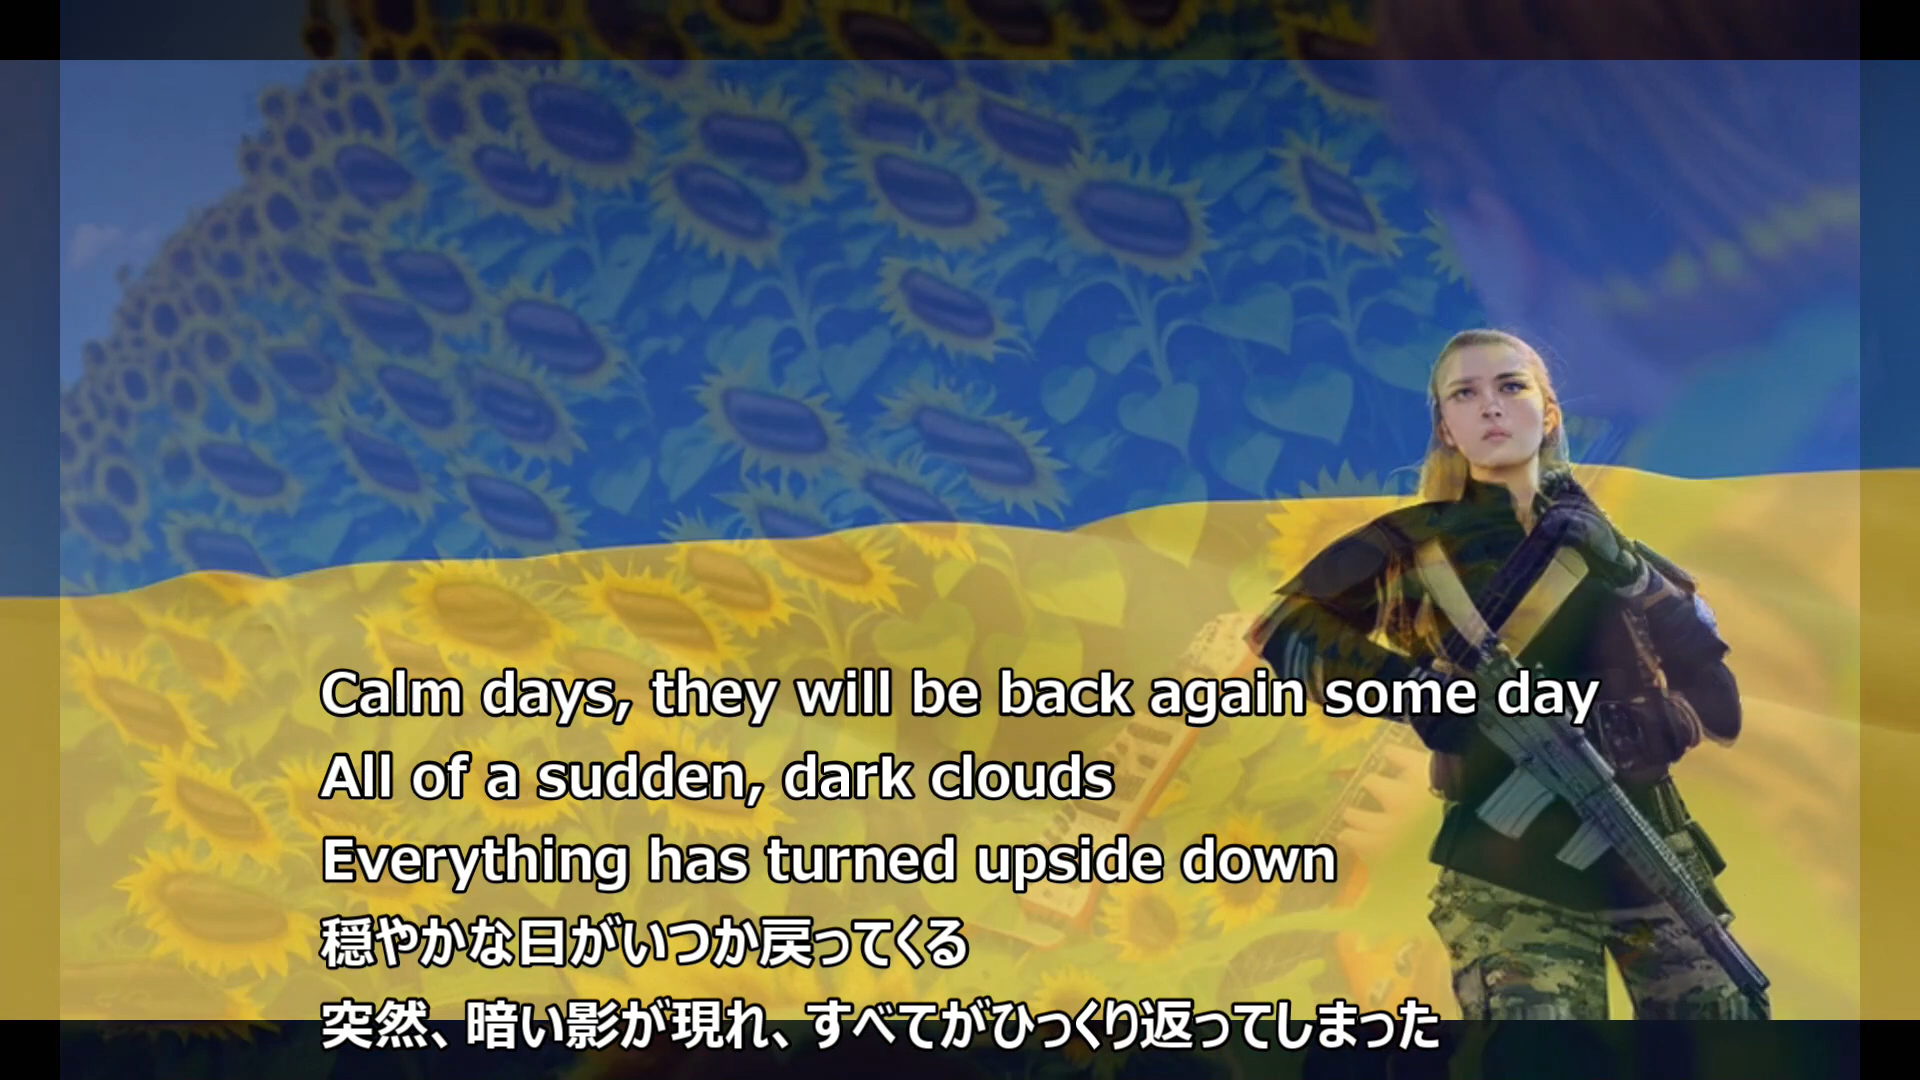 Calm days, they will be back again some day
All of a sudden, dark clouds
Everything has turned upside down
穏やかな日がいつか戻ってくる
突然、暗い影が現れ、すべてがひっくり返ってしまった